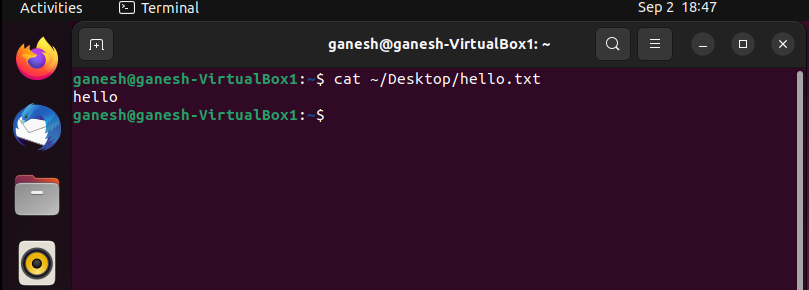 Activities Terminal Sep 2 18:47
ganesh@ganesh-VirtualBox1: ~
ganesh@ganesh-VirtualBox1:~$ cat ~/Desktop/hello.txt
hello
ganesh@ganesh-VirtualBox1:~$